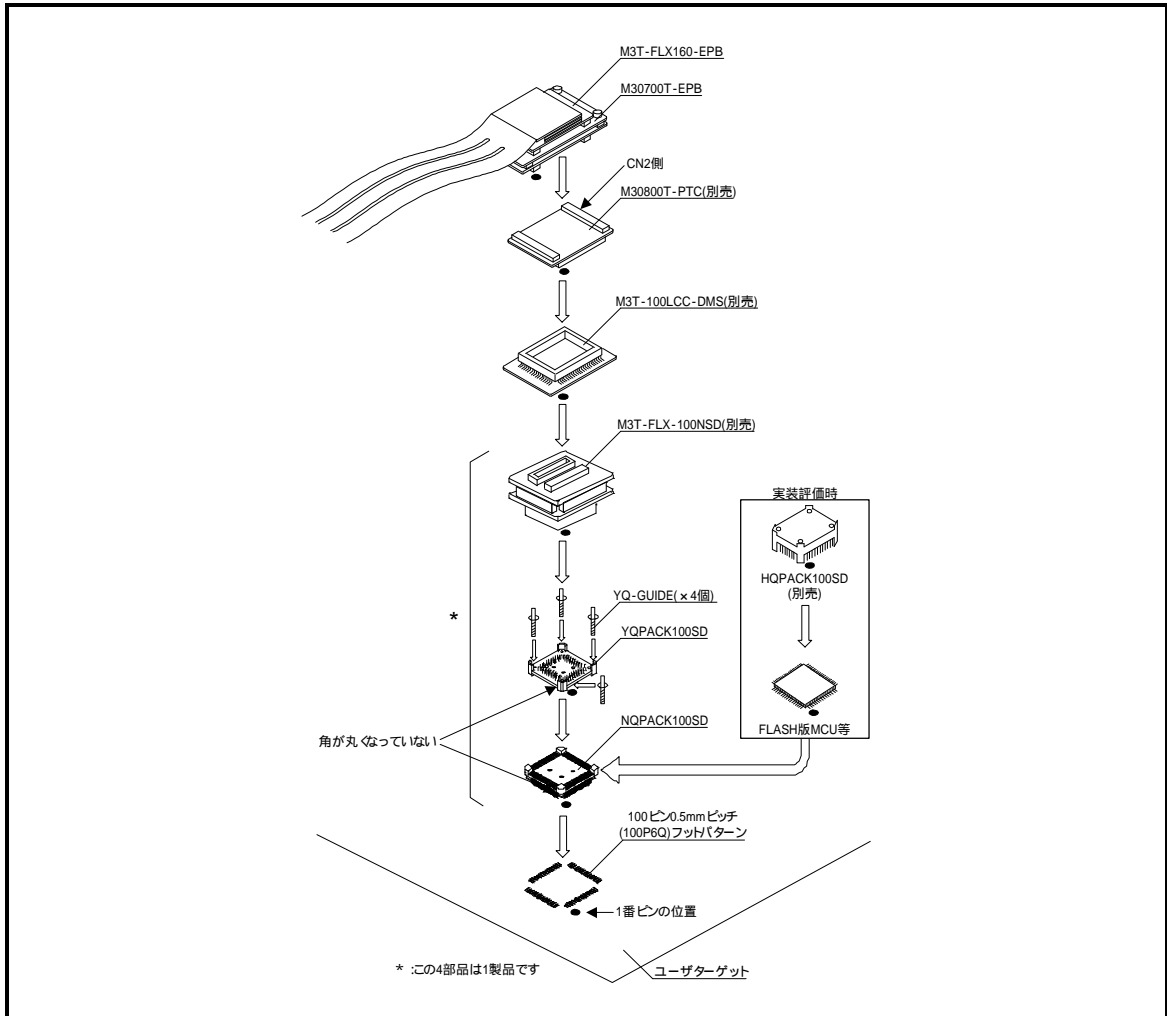 M3T-FLX160-EPB
M30700T-EPB
CN2側
M30800T-PTC(別売)
M3T-100LCC-DMS(別売)
M3T-FLX-100NSD(別売)
実装評価時
HQPACK100SD
(別売)
YQ-GUIDE(×4個)
*
YQPACK100SD
NQPACK100SD
FLASH版MCU等
角が丸くなっていない
100ピン0.5mmピッチ
(100P6Q)フットパターン
1番ピンの位置
* :この4部品は1製品です
ユーザターゲット